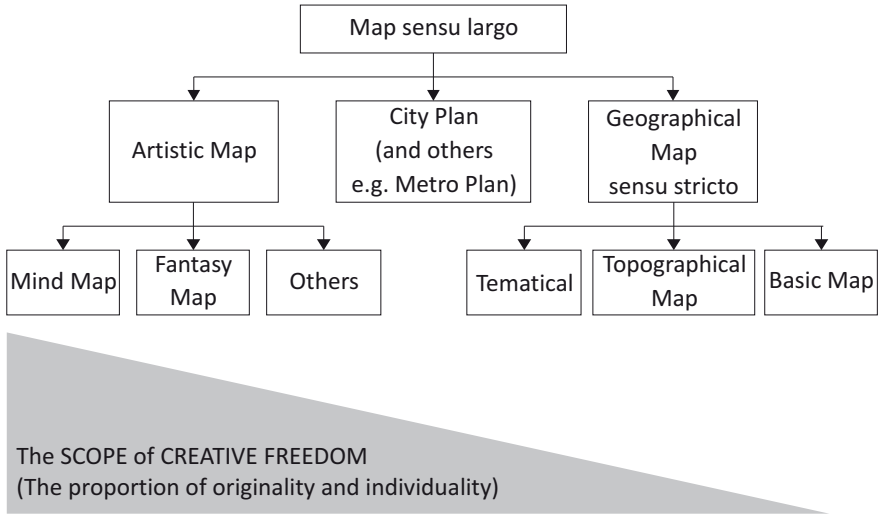 Map sensu largo
Artistic Map
City Plan
(and others
e.g. Metro Plan)
Geographical
Map
sensu stricto
Mind Map
Fantasy
Map
Others
Tematical
Topographical
Map
Basic Map
The SCOPE of CREATIVE FREEDOM
(The proportion of originality and individuality)